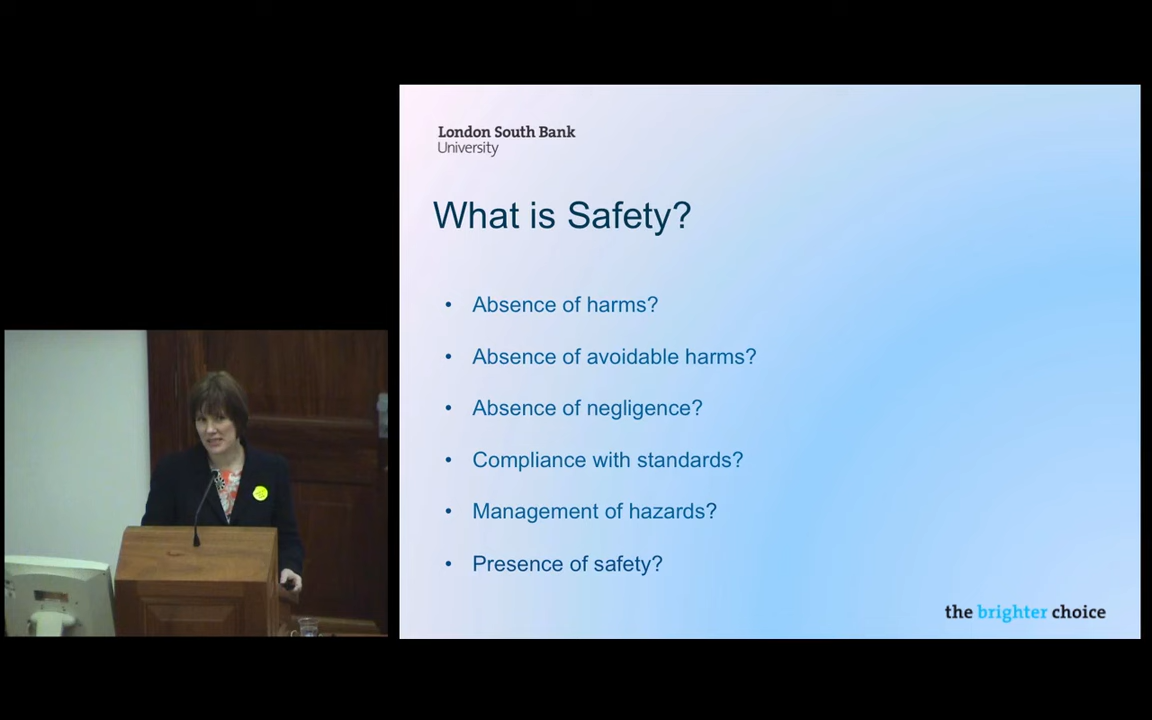 London South Bank
University
What is Safety?
• Absence of harms?
• Absence of avoidable harms?
• Absence of negligence?
• Compliance with standards?
• Management of hazards?
• Presence of safety?
the brighter choice